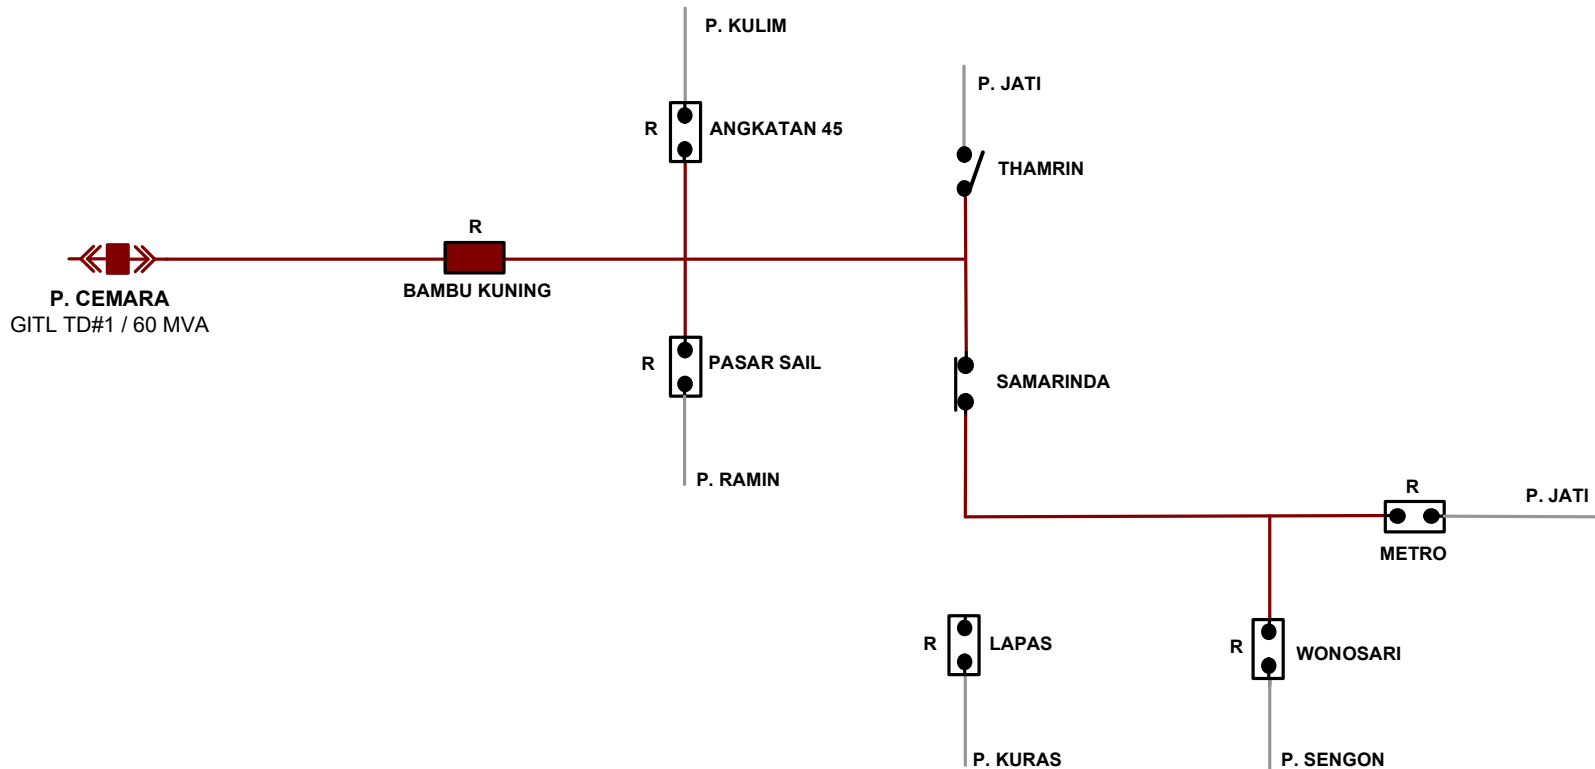 P. KULIM
P. JATI
R
ANGKATAN 45
THAMRIN
R
BAMBU KUNING
P. CEMARA
GITL TD#1 / 60 MVA
R
PASAR SAIL
SAMARINDA
P. RAMIN
R
P. JATI
METRO
R
LAPAS
R
WONOSARI
P. KURAS
P. SENGON